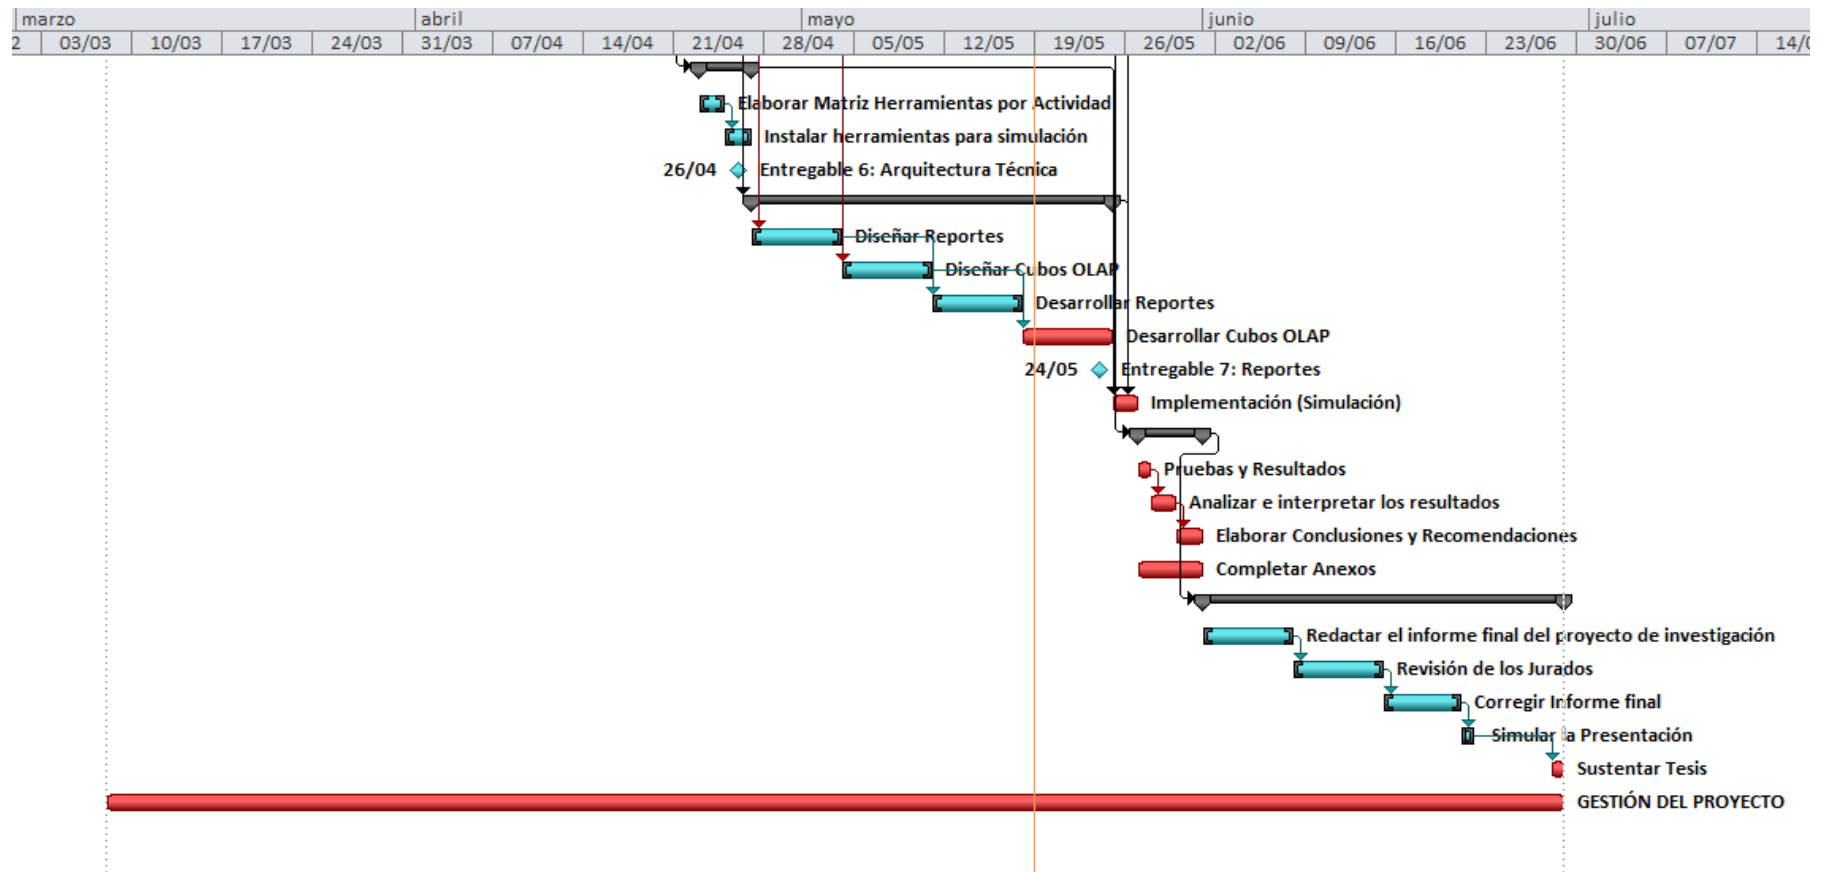 marzo abril mayo junio julio
2 03/03 10/03 17/03 24/03 31/03 07/04 14/04 21/04 28/04 05/05 12/05 19/05 26/05 02/06 09/06 16/06 23/06 30/06 07/07 14/0
Elaborar Matriz Herramientas por Actividad
Instalar herramientas para simulación
26/04 Entregable 6: Arquitectura Técnica
Diseñar Reportes
Diseñar Cubos OLAP
Desarrollar Reportes
Desarrollar Cubos OLAP
24/05 Entregable 7: Reportes
Implementación (Simulación)
Pruebas y Resultados
Analizar e interpretar los resultados
Elaborar Conclusiones y Recomendaciones
Completar Anexos
Redactar el informe final del proyecto de investigación
Revisión de los Jurados
Corregir Informe final
Simular la Presentación
Sustentar Tesis
GESTIÓN DEL PROYECTO